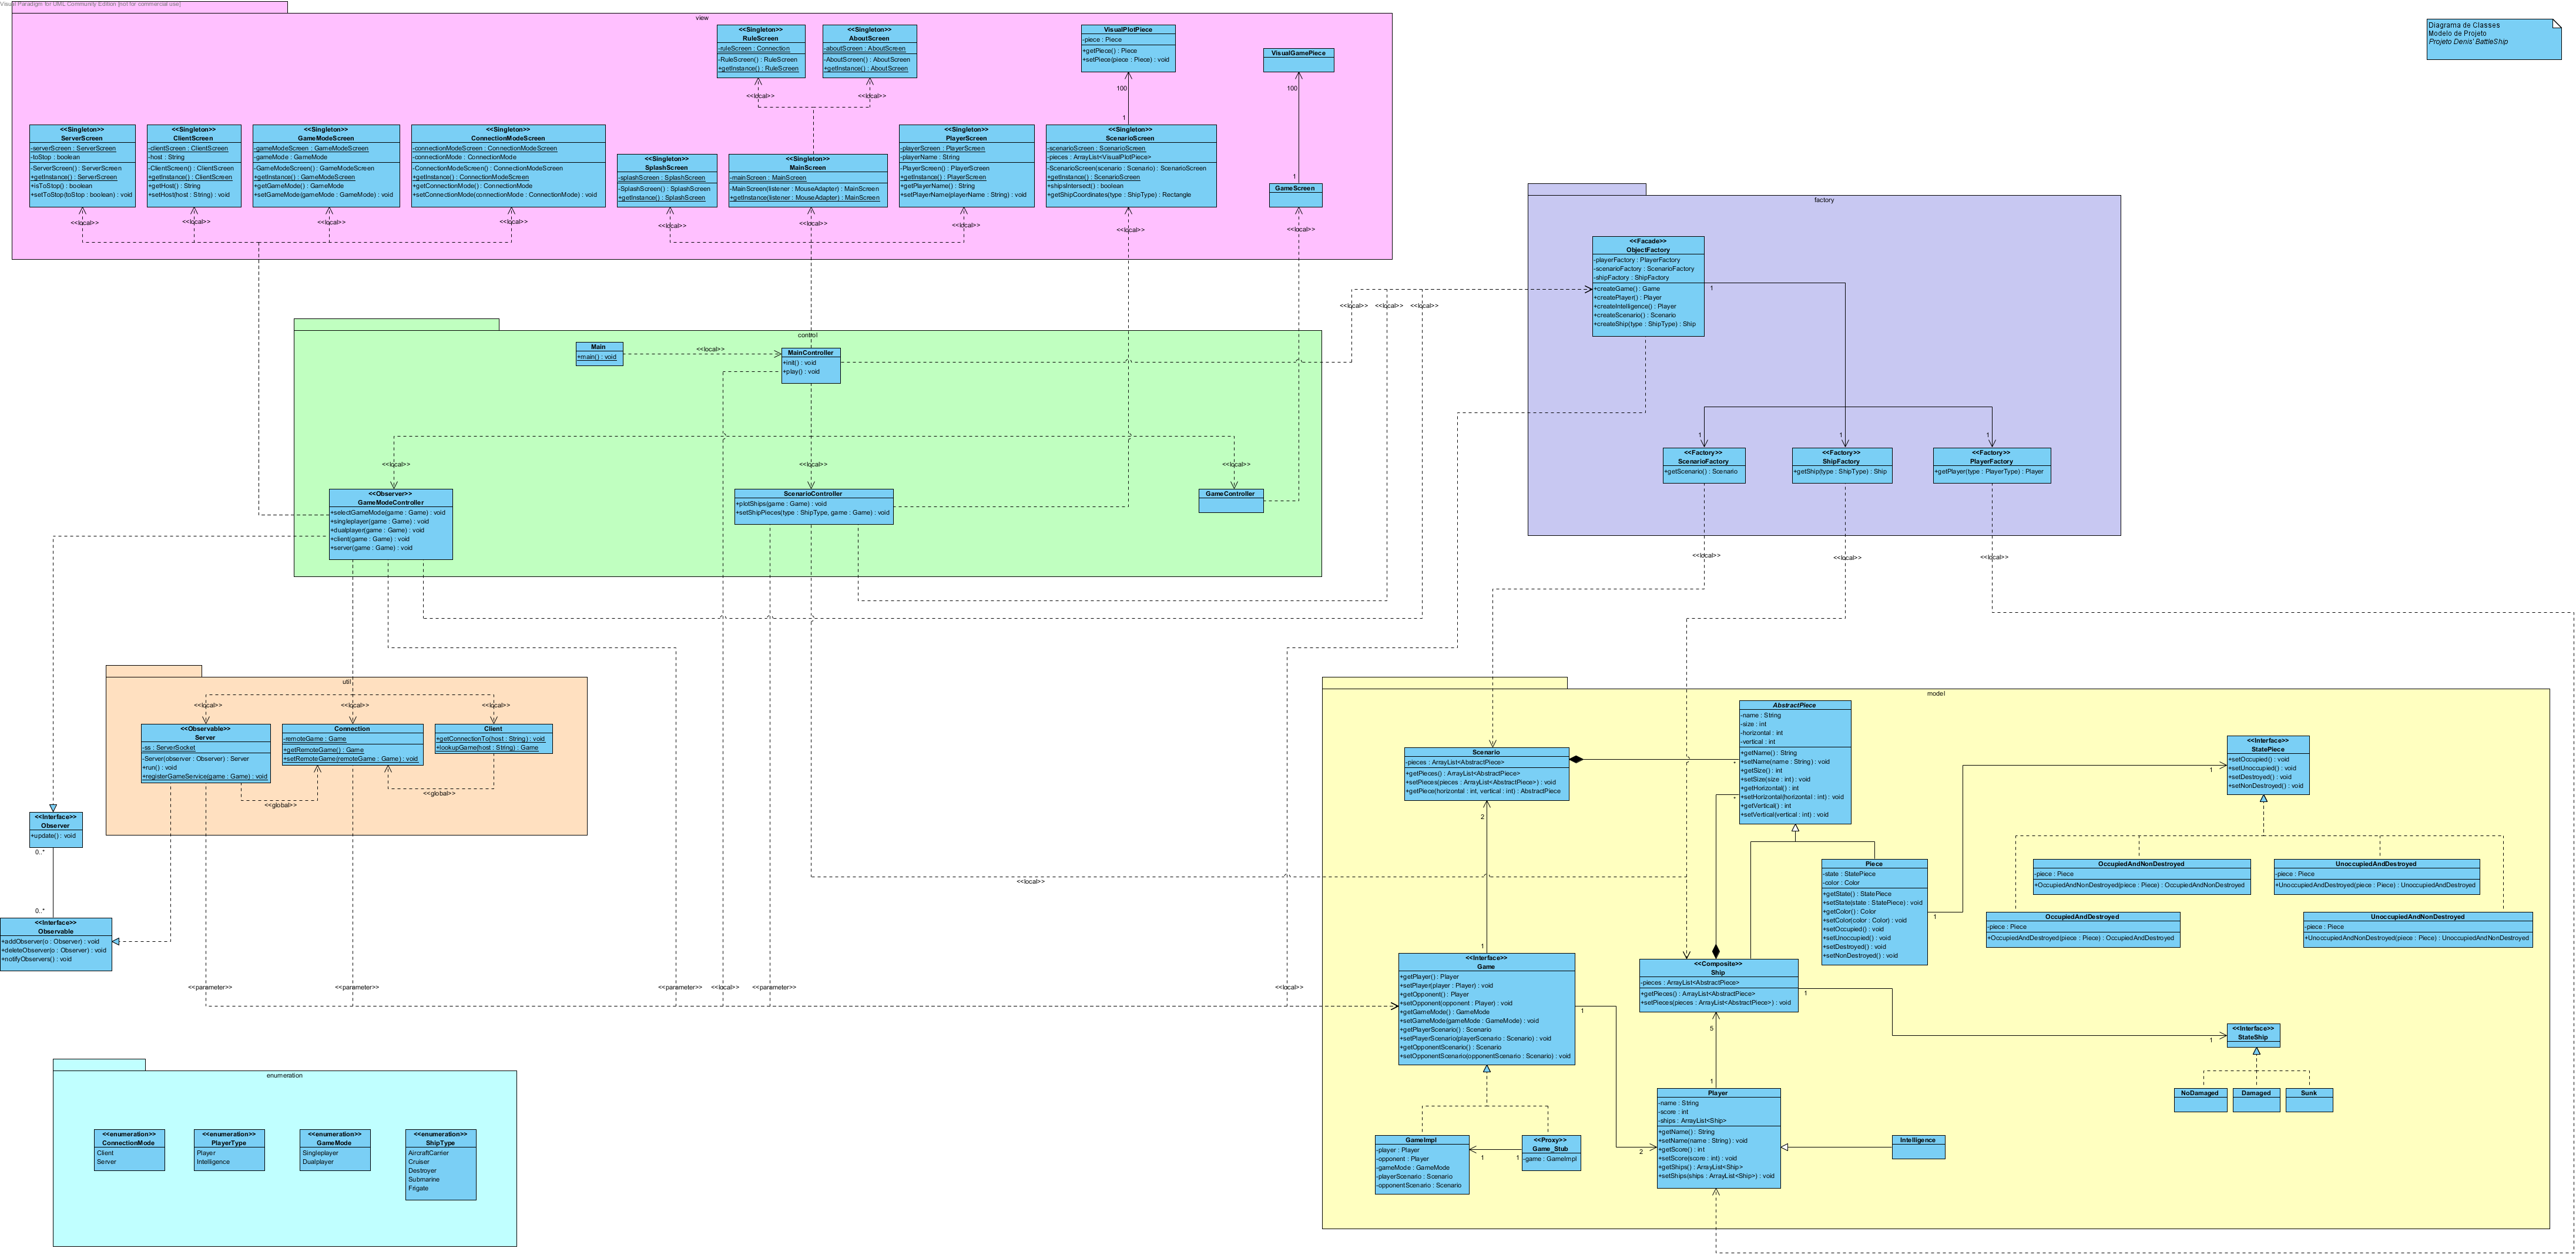 Visual Paradigm for UML Community Edition [not for commercial use]
view
<<Singleton>>
RuleScreen
-ruleScreen : Connection
-RuleScreen() : RuleScreen
+getInstance() : RuleScreen
<<Singleton>>
AboutScreen
-aboutScreen : AboutScreen
-AboutScreen() : AboutScreen
+getInstance() : AboutScreen
VisualPlotPiece
-piece : Piece
+getPiece() : Piece
+setPiece(piece : Piece) : void
VisualGamePiece
Diagrama de Classes
Modelo de Projeto
Projeto Denis' BattleShip
<<local>>
<<local>>
100
1
100
1
<<Singleton>>
ServerScreen
-serverScreen : ServerScreen
-toStop : boolean
-ServerScreen() : ServerScreen
+getInstance() : ServerScreen
+isToStop() : boolean
+setToStop(toStop : boolean) : void
<<Singleton>>
ClientScreen
-clientScreen : ClientScreen
-host : String
-ClientScreen() : ClientScreen
+getInstance() : ClientScreen
+getHost() : String
+setHost(host : String) : void
<<Singleton>>
GameModeScreen
-gameModeScreen : GameModeScreen
-gameMode : GameMode
-GameModeScreen() : GameModeScreen
+getInstance() : GameModeScreen
+getGameMode() : GameMode
+setGameMode(gameMode : GameMode) : void
<<Singleton>>
ConnectionModeScreen
-connectionModeScreen : ConnectionModeScreen
-connectionMode : ConnectionMode
-ConnectionModeScreen() : ConnectionModeScreen
+getInstance() : ConnectionModeScreen
+getConnectionMode() : ConnectionMode
+setConnectionMode(connectionMode : ConnectionMode) : void
<<Singleton>>
SplashScreen
-splashScreen : SplashScreen
-SplashScreen() : SplashScreen
+getInstance() : SplashScreen
<<Singleton>>
MainScreen
-mainScreen : MainScreen
-MainScreen(listener : MouseAdapter) : MainScreen
+getInstance(listener : MouseAdapter) : MainScreen
<<Singleton>>
PlayerScreen
-playerScreen : PlayerScreen
-playerName : String
-PlayerScreen() : PlayerScreen
+getInstance() : PlayerScreen
+getPlayerName() : String
+setPlayerName(playerName : String) : void
<<Singleton>>
ScenarioScreen
-scenarioScreen : ScenarioScreen
-pieces : ArrayList<VisualPlotPiece>
-ScenarioScreen(scenario : Scenario) : ScenarioScreen
+getInstance() : ScenarioScreen
+shipsIntersect() : boolean
+getShipCoordinates(type : ShipType) : Rectangle
GameScreen
<<local>>
<<local>>
<<local>>
<<local>>
<<local>>
<<local>>
<<local>>
<<local>>
<<local>>
factory
<<Facade>>
ObjectFactory
-playerFactory : PlayerFactory
-scenarioFactory : ScenarioFactory
-shipFactory : ShipFactory
+createGame() : Game
+createPlayer() : Player
+createIntelligence() : Player
+createScenario() : Scenario
+createShip(type : ShipType) : Ship
1
1
1
1
<<Factory>>
ScenarioFactory
+getScenario() : Scenario
<<Factory>>
ShipFactory
+getShip(type : ShipType) : Ship
<<Factory>>
PlayerFactory
+getPlayer(type : PlayerType) : Player
<<local>>
<<local>>
<<local>>
<<local>>
<<local>>
<<local>>
control
Main
+main() : void
<<local>>
MainController
+init() : void
+play() : void
<<local>>
<<local>>
<<local>>
<<Observer>>
GameModeController
+selectGameMode(game : Game) : void
+singleplayer(game : Game) : void
+dualplayer(game : Game) : void
+client(game : Game) : void
+server(game : Game) : void
ScenarioController
+plotShips(game : Game) : void
+setShipPieces(type : ShipType, game : Game) : void
GameController
util
<<local>>
<<local>>
<<local>>
<<Observable>>
Server
-ss : ServerSocket
-Server(observer : Observer) : Server
+run() : void
+registerGameService(game : Game) : void
Connection
-remoteGame : Game
+getRemoteGame() : Game
+setRemoteGame(remoteGame : Game) : void
Client
+getConnectionTo(host : String) : void
+lookupGame(host : String) : Game
<<global>>
<<global>>
<<Interface>>
Observer
+update() : void
0..*
0..*
<<Interface>>
Observable
+addObserver(o : Observer) : void
+deleteObserver(o : Observer) : void
+notifyObservers() : void
<<parameter>>
<<parameter>>
<<parameter>>
<<local>>
<<parameter>>
<<local>>
<<local>>
enumeration
<<enumeration>>
ConnectionMode
Client
Server
<<enumeration>>
PlayerType
Player
Intelligence
<<enumeration>>
GameMode
Singleplayer
Dualplayer
<<enumeration>>
ShipType
AircraftCarrier
Cruiser
Destroyer
Submarine
Frigate
model
Scenario
-pieces : ArrayList<AbstractPiece>
+getPieces() : ArrayList<AbstractPiece>
+setPieces(pieces : ArrayList<AbstractPiece>) : void
+getPiece(horizontal : int, vertical : int) : AbstractPiece
AbstractPiece
-name : String
-size : int
-horizontal : int
-vertical : int
+getName() : String
+setName(name : String) : void
+getSize() : int
+setSize(size : int) : void
+getHorizontal() : int
+setHorizontal(horizontal : int) : void
+getVertical() : int
+setVertical(vertical : int) : void
*
*
<<Interface>>
StatePiece
+setOccupied() : void
+setUnoccupied() : void
+setDestroyed() : void
+setNonDestroyed() : void
1
1
Piece
-state : StatePiece
-color : Color
+getState() : StatePiece
+setState(state : StatePiece) : void
+getColor() : Color
+setColor(color : Color) : void
+setOccupied() : void
+setUnoccupied() : void
+setDestroyed() : void
+setNonDestroyed() : void
OccupiedAndNonDestroyed
-piece : Piece
+OccupiedAndNonDestroyed(piece : Piece) : OccupiedAndNonDestroyed
UnoccupiedAndDestroyed
-piece : Piece
+UnoccupiedAndDestroyed(piece : Piece) : UnoccupiedAndDestroyed
OccupiedAndDestroyed
-piece : Piece
+OccupiedAndDestroyed(piece : Piece) : OccupiedAndDestroyed
UnoccupiedAndNonDestroyed
-piece : Piece
+UnoccupiedAndNonDestroyed(piece : Piece) : UnoccupiedAndNonDestroyed
2
1
<<Interface>>
Game
+getPlayer() : Player
+setPlayer(player : Player) : void
+getOpponent() : Player
+setOpponent(opponent : Player) : void
+getGameMode() : GameMode
+setGameMode(gameMode : GameMode) : void
+getPlayerScenario() : Scenario
+setPlayerScenario(playerScenario : Scenario) : void
+getOpponentScenario() : Scenario
+setOpponentScenario(opponentScenario : Scenario) : void
<<Composite>>
Ship
-pieces : ArrayList<AbstractPiece>
+getPieces() : ArrayList<AbstractPiece>
+setPieces(pieces : ArrayList<AbstractPiece>) : void
1
1
<<Interface>>
StateShip
NoDamaged
Damaged
Sunk
5
1
1
2
Player
-name : String
-score : int
-ships : ArrayList<Ship>
+getName() : String
+setName(name : String) : void
+getScore() : int
+setScore(score : int) : void
+getShips() : ArrayList<Ship>
+setShips(ships : ArrayList<Ship>) : void
Intelligence
GameImpl
-player : Player
-opponent : Player
-gameMode : GameMode
-playerScenario : Scenario
-opponentScenario : Scenario
1
1
<<Proxy>>
Game_Stub
-game : GameImpl